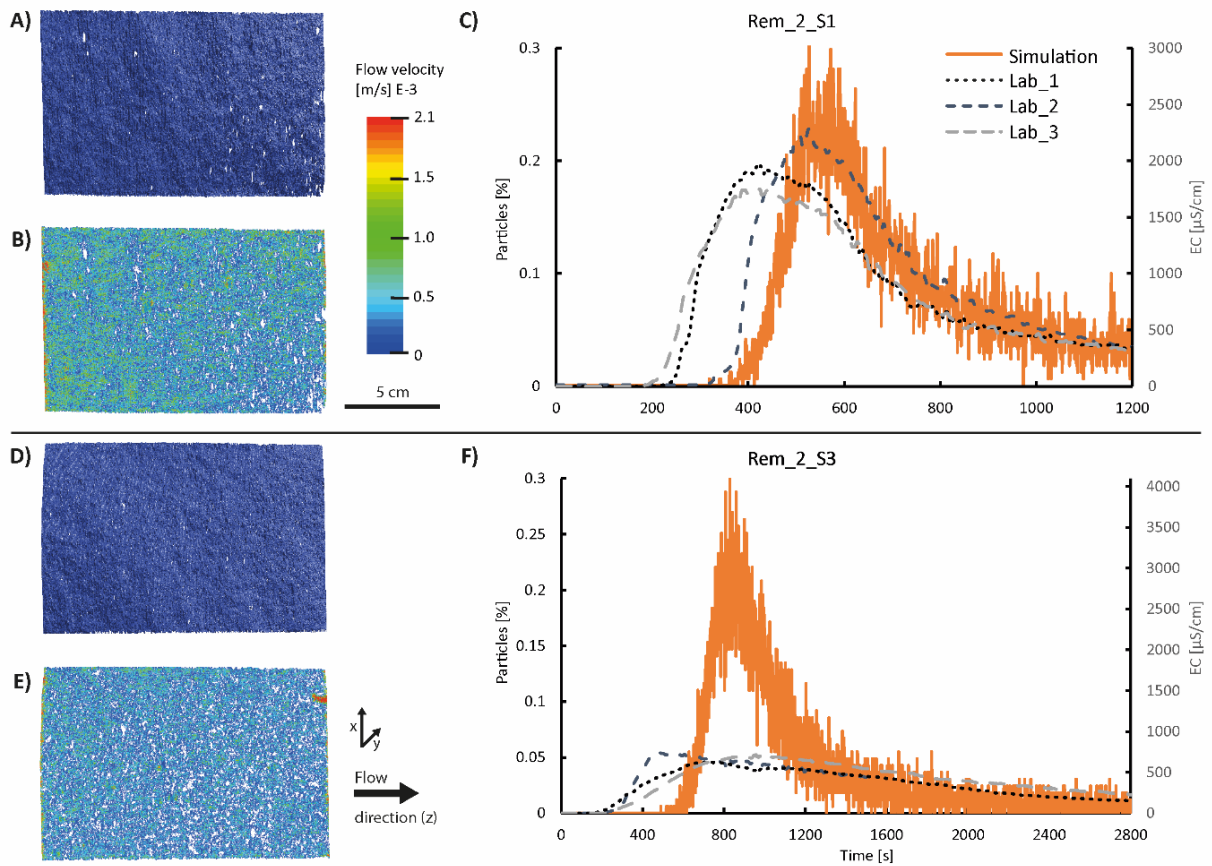 A)
Flow velocity
[m/s] E-3
2.1
1.0
0.5
0
B)
5 cm
C)
Rem_2_S1
Simulation
Lab_1
Lab_2
Lab_3
Particles [%]
0.3
0.2
0.1
0
EC [µS/cm]
3000
2500
2000
1500
1000
500
0
0 200 400 600 800 1000 1200
D)
E)
x
y
Flow
direction (z)
F)
Rem_2_S3
Particles [%]
0.3
0.25
0.2
0.15
0.1
0.05
0
EC [µS/cm]
4000
3500
3000
2500
2000
1500
1000
500
0
0 400 800 1200 1600 2000 2400 2800
Time [s]